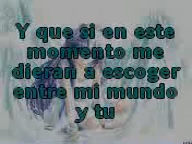 Y que si en este
momento me
dieran a escoger
entre mi mundo
y tu